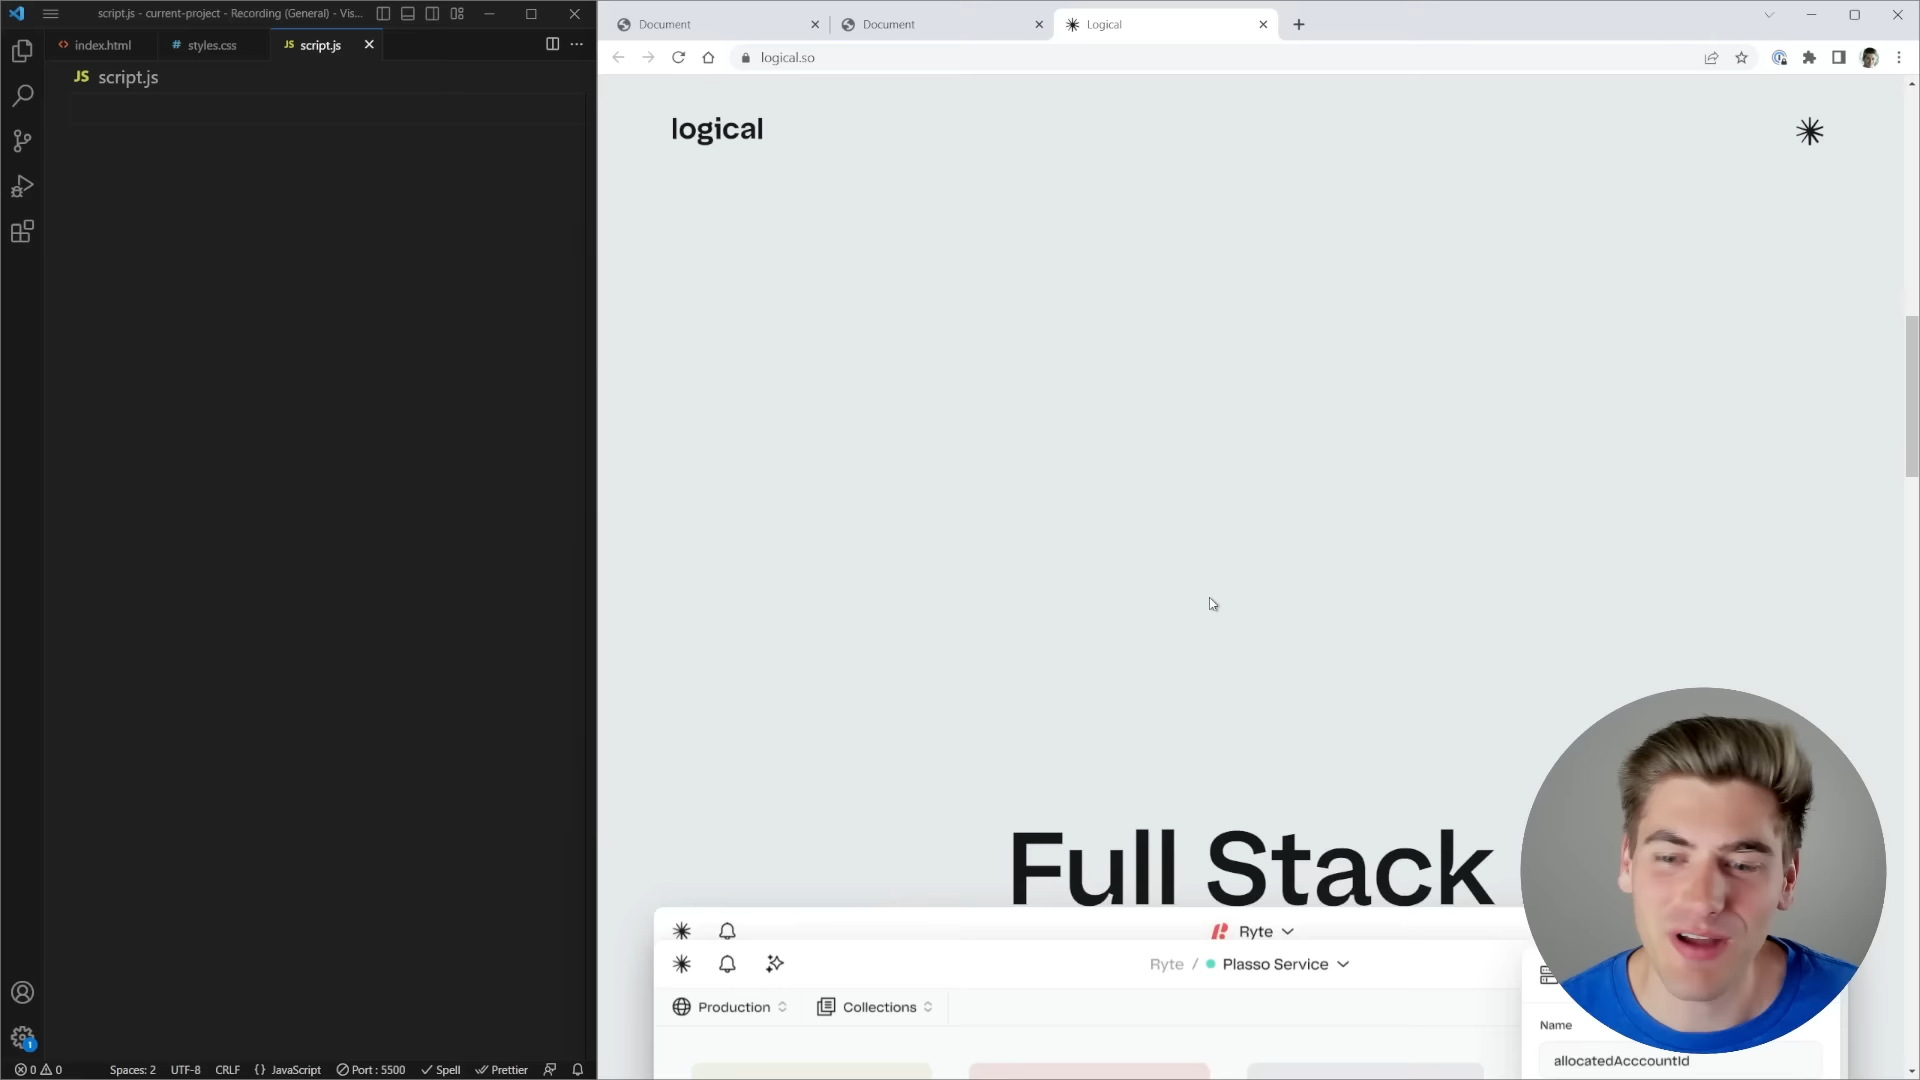 script.js - current-project - Recording (General) - Vis...
index.html
styles.css
JS script.js
JS script.js
Document
Document
Logical
logical.so
logical
Full Stack
Ryte
Ryte / Plasso Service
Production
Collections
Name
allocatedAcccountId
1
0 0
Spaces: 2
UTF-8
CRLF
{ } JavaScript
Port : 5500
Spell
Prettier